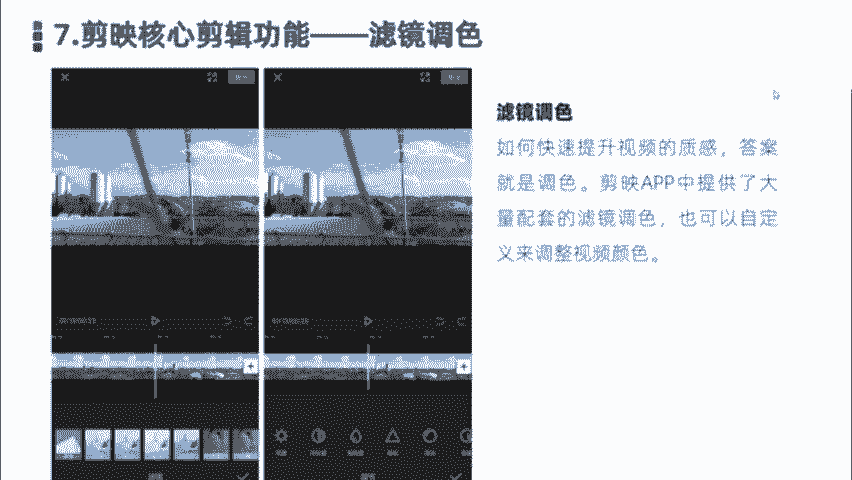 7.剪映核心剪辑功能——滤镜调色
滤镜调色
如何快速提升视频的质感，答案
就是调色。剪映APP中提供了大
量配套的滤镜调色，也可以自定
义来调整视频颜色。